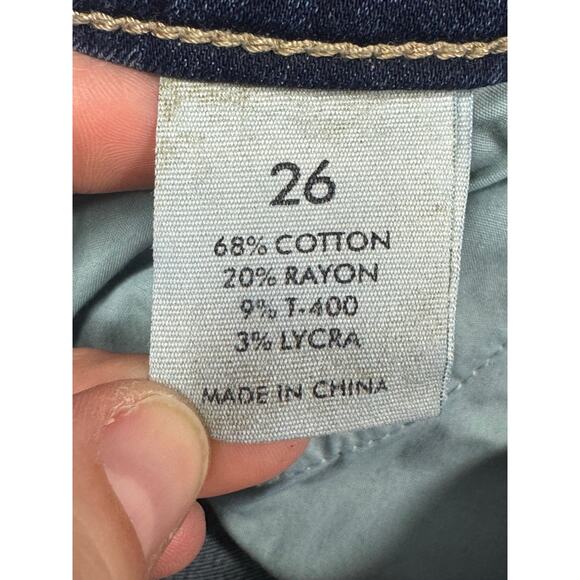 26
68% COTTON
20% RAYON
9% T-400
3% LYCRA
MADE IN CHINA